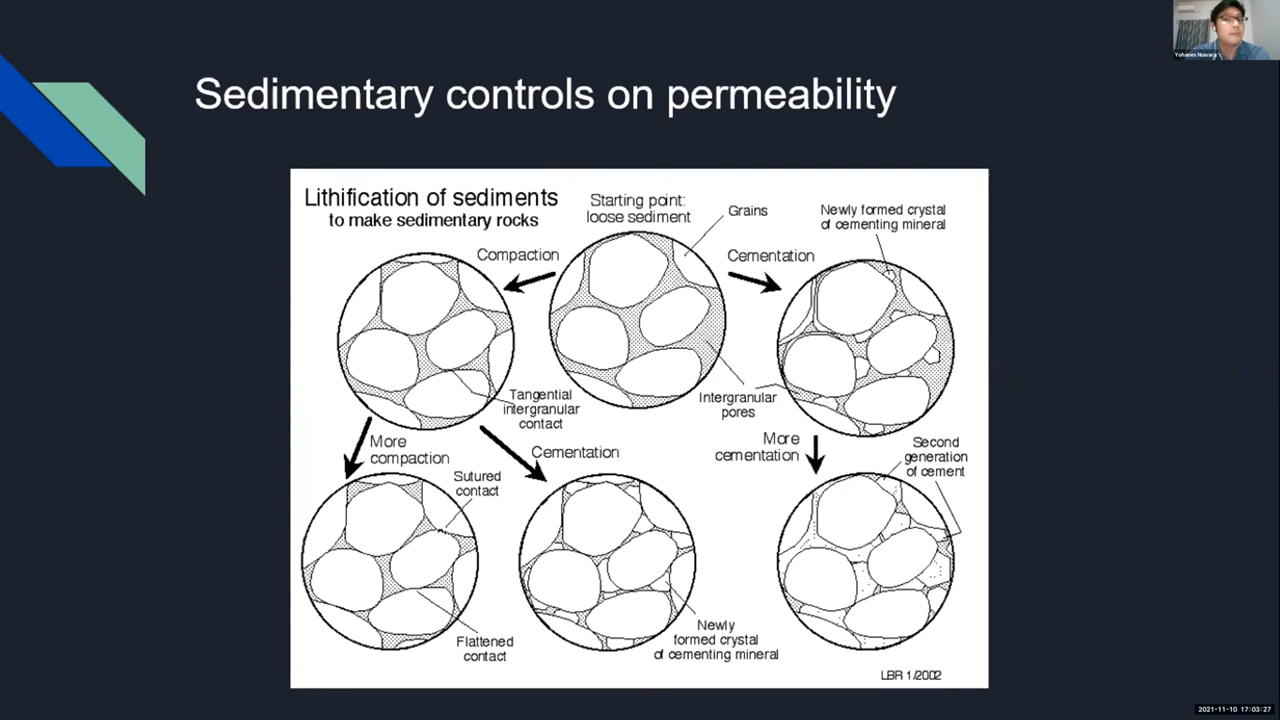 Yohanes Nuwara
Sedimentary controls on permeability
Lithification of sediments
to make sedimentary rocks
Starting point:
loose sediment
Grains
Newly formed crystal
of cementing mineral
Compaction
Cementation
Tangential
intergranular
contact
Intergranular
pores
More
compaction
Cementation
More
cementation
Second
generation
of cement
Sutured
contact
Flattened
contact
Newly
formed crystal
of cementing mineral
LBR 1/2002
2021-11-10 17:03:27